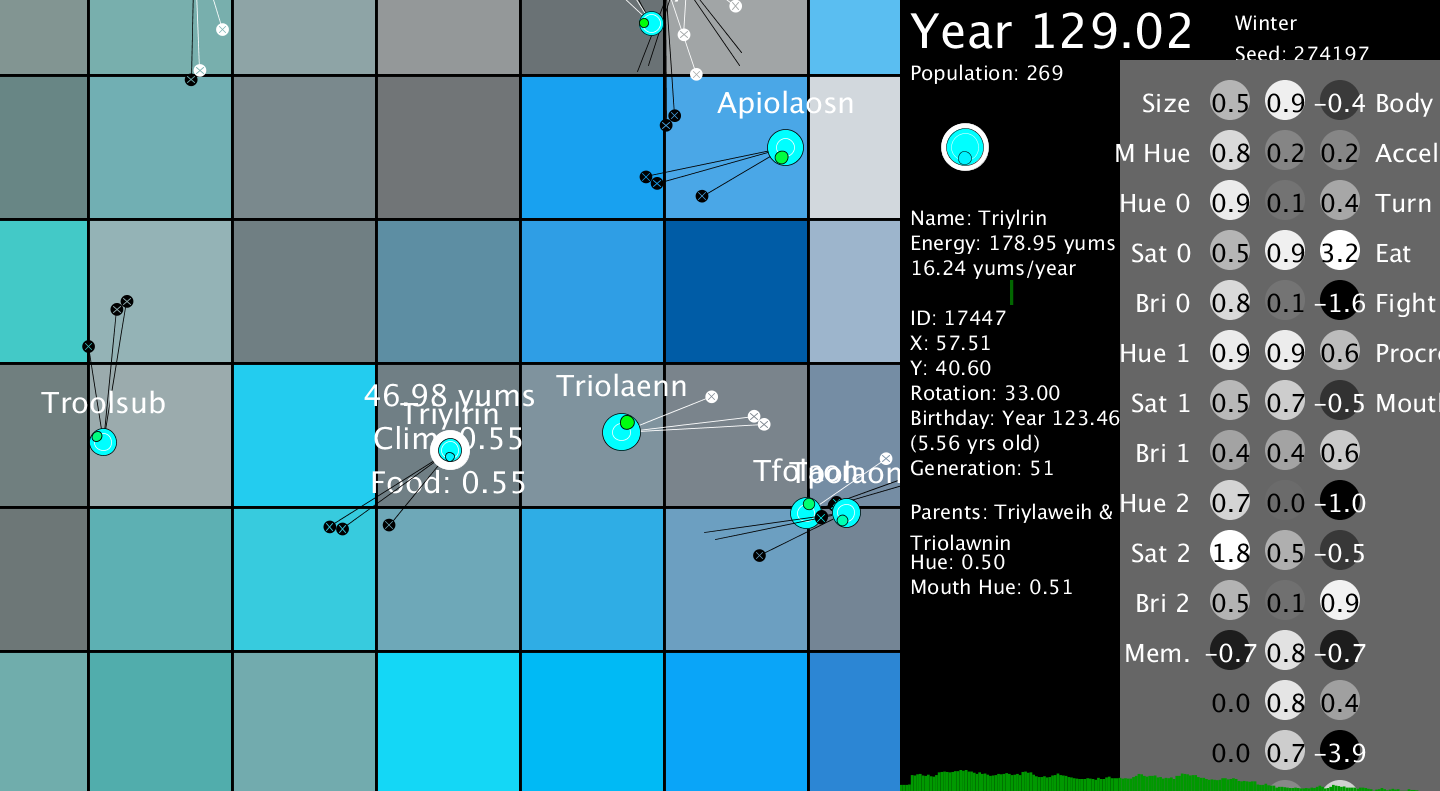 Apiolaosn
Troolsub
46.98 yums
Triylrin
0.55
Food: 0.55
Triolaenn
Year 129.02
Winter
Seed: 274197
Population: 269
Name: Triylrin
Energy: 178.95 yums
16.24 yums/year
ID: 17447
X: 57.51
Y: 40.60
Rotation: 33.00
Birthday: Year 123.46
(5.56 yrs old)
Generation: 51
Parents: Triylaweih &
Triolawnin
Hue: 0.50
Mouth Hue: 0.51
Size 0.5 0.9 -0.4 Body
M Hue 0.8 0.2 0.2 Accel
Hue 0 0.9 0.1 0.4 Turn
Sat 0 0.5 0.9 3.2 Eat
Bri 0 0.8 0.1 -1.6 Fight
Hue 1 0.9 0.9 0.6 Procr
Sat 1 0.5 0.7 -0.5 Mout
Bri 1 0.4 0.4 0.6
Hue 2 0.7 0.0 -1.0
Sat 2 1.8 0.5 -0.5
Bri 2 0.5 0.1 0.9
Mem. -0.7 0.8 -0.7
0.0 0.8 0.4
0.0 0.7 -3.9